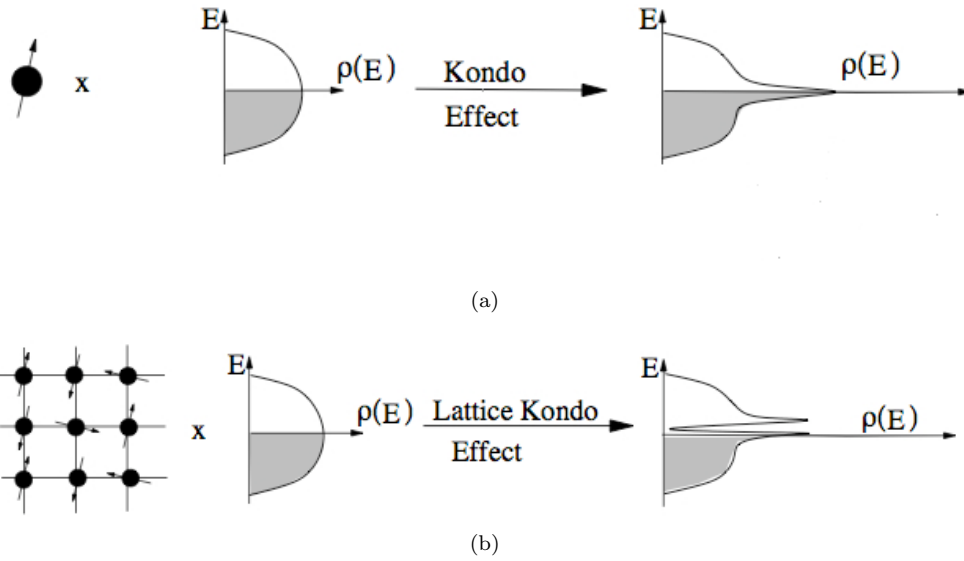 E
ρ(E)
Kondo
Effect
E
ρ(E)
x
(a)
E
ρ(E)
Lattice Kondo
Effect
E
ρ(E)
x
(b)